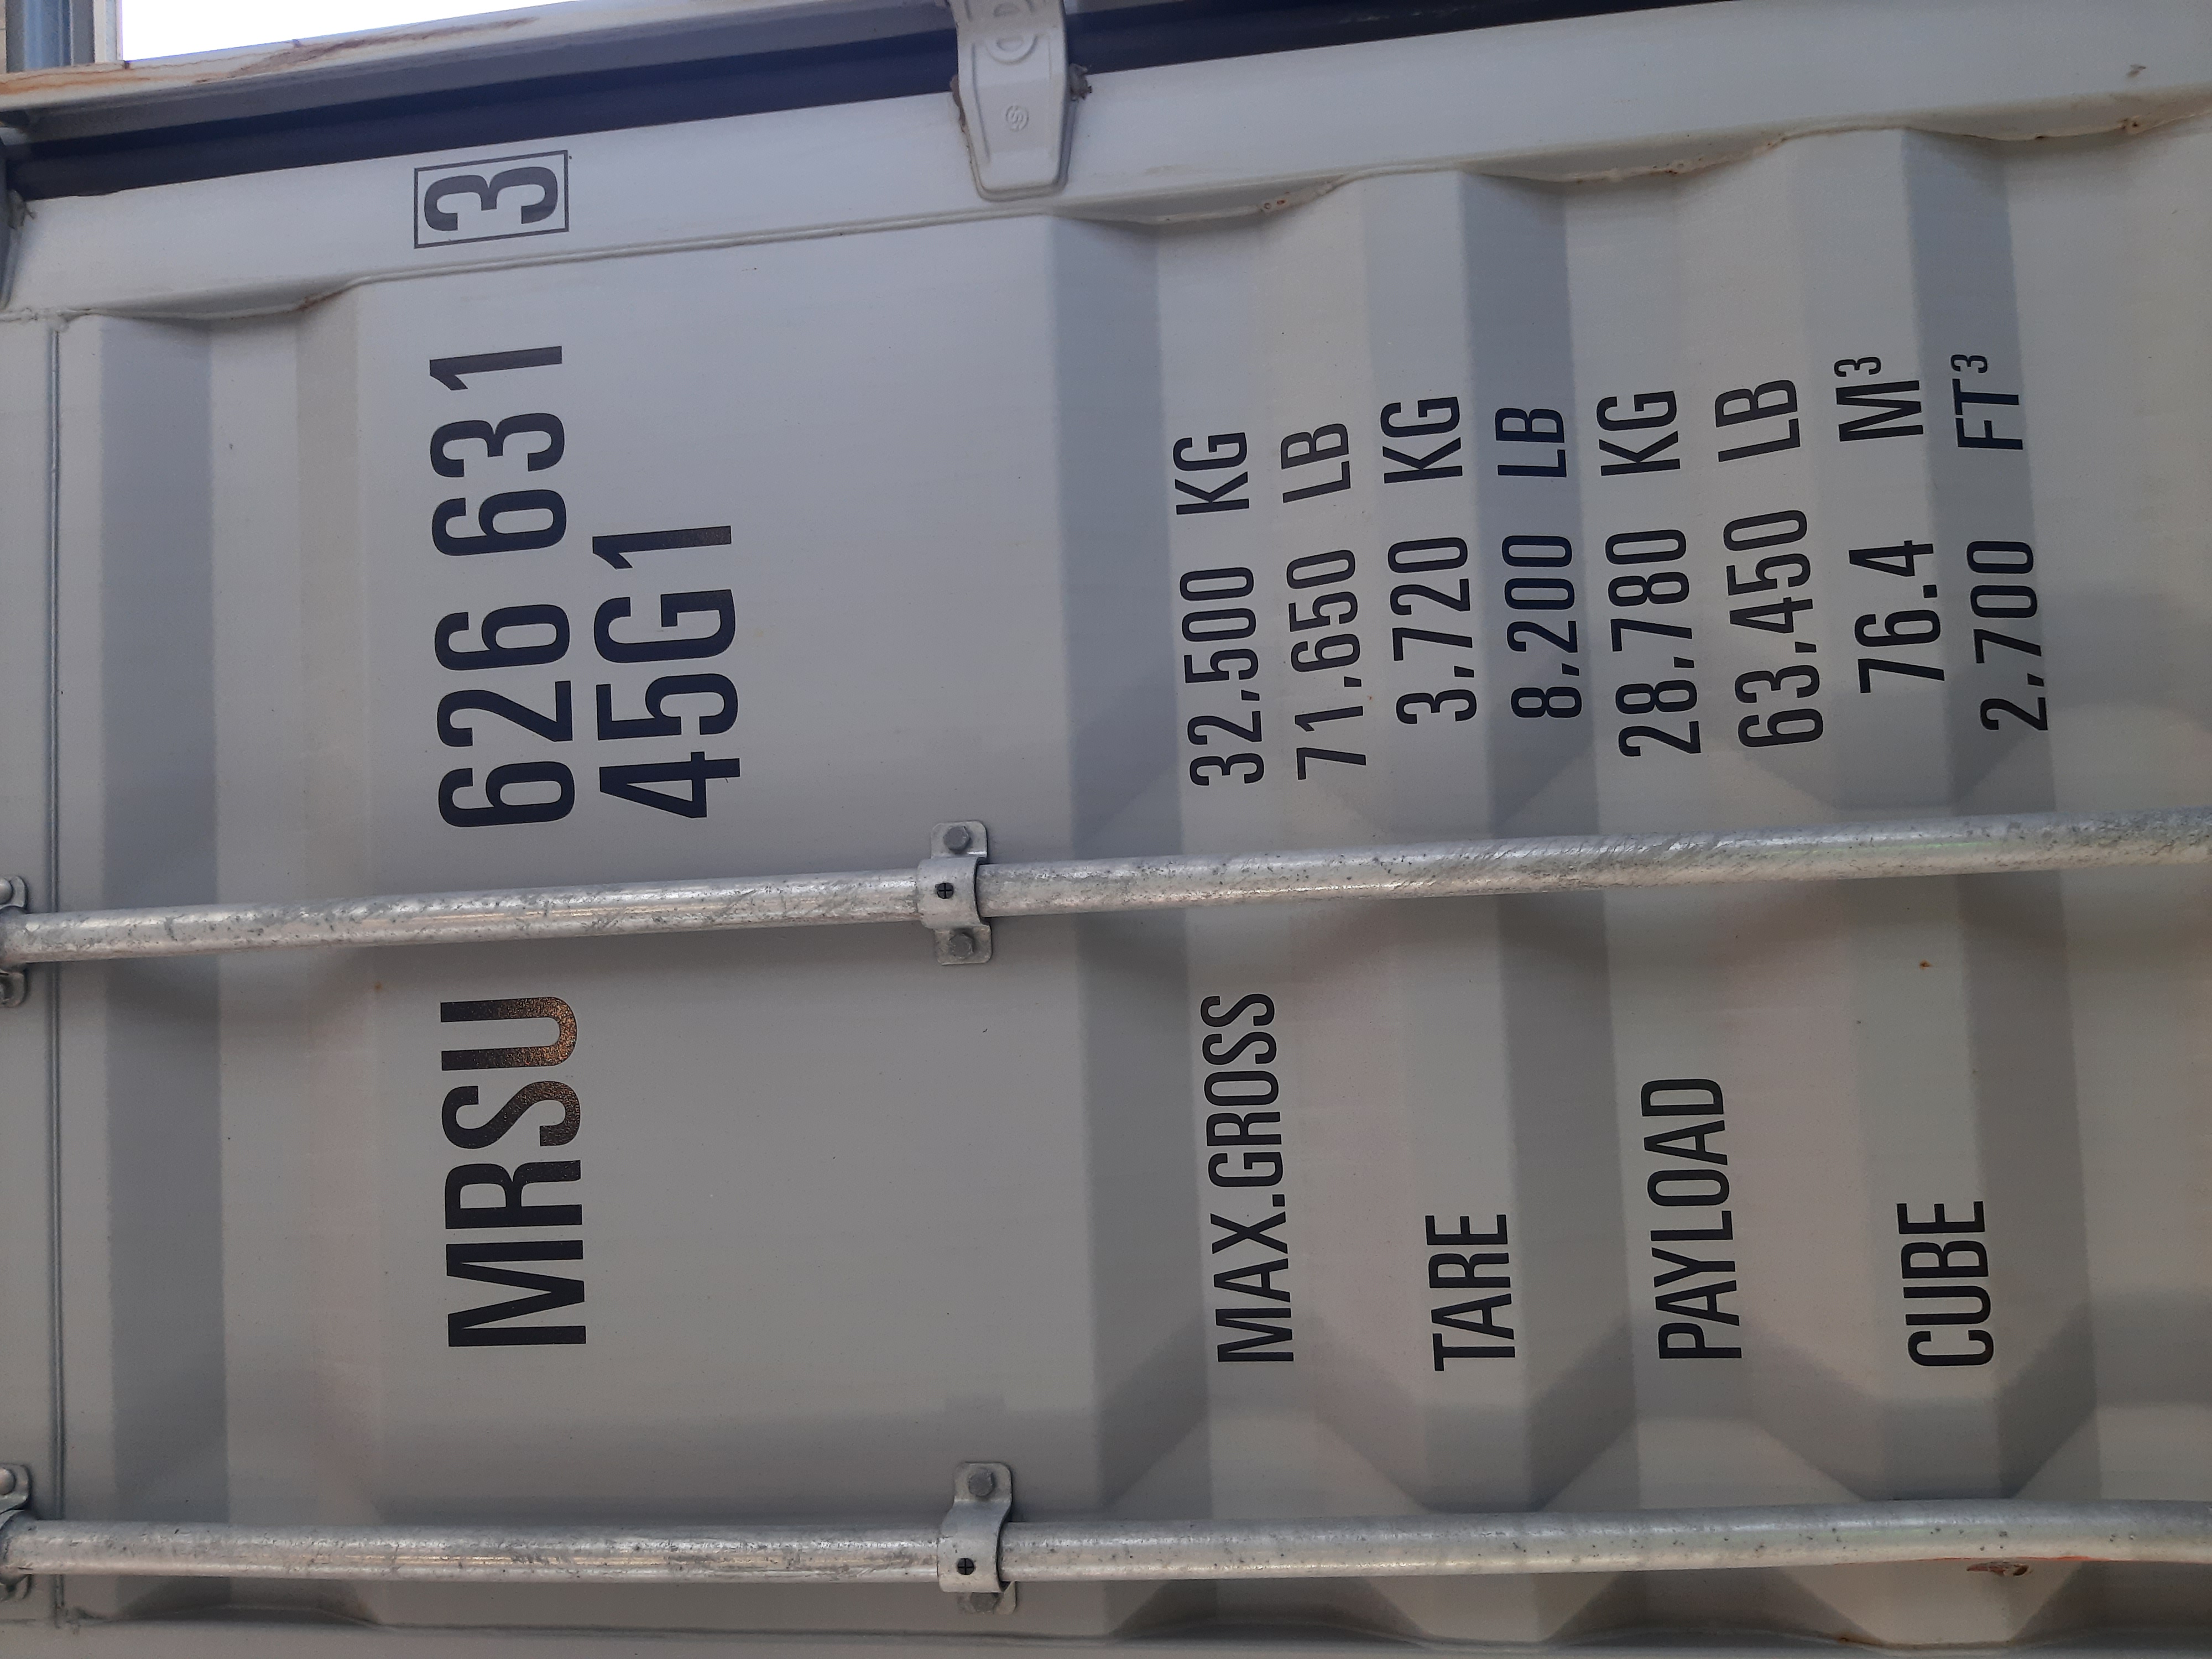 MRSU 626 631 3
45G1
MAX.GROSS 32,500 KG
71,650 LB
TARE 3,720 KG
8,200 LB
PAYLOAD 28,780 KG
63,450 LB
CUBE 76.4 M³
2,700 FT³